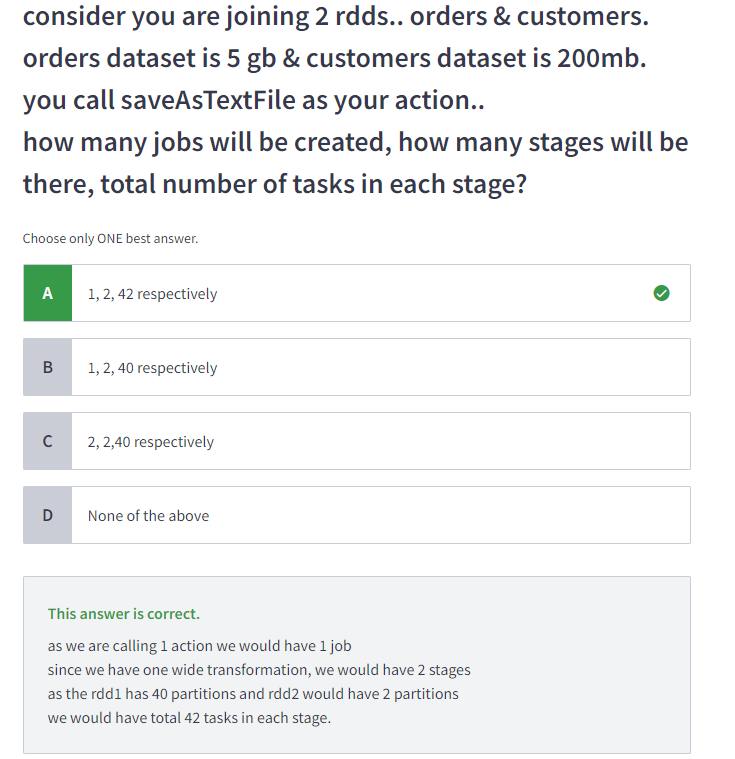 consider you are joining 2 rdds.. orders & customers.
orders dataset is 5 gb & customers dataset is 200mb.
you call saveAsTextFile as your action..
how many jobs will be created, how many stages will be
there, total number of tasks in each stage?
Choose only ONE best answer.
A 1, 2, 42 respectively
B 1, 2, 40 respectively
C 2, 2,40 respectively
D None of the above
This answer is correct.
as we are calling 1 action we would have 1 job
since we have one wide transformation, we would have 2 stages
as the rdd1 has 40 partitions and rdd2 would have 2 partitions
we would have total 42 tasks in each stage.